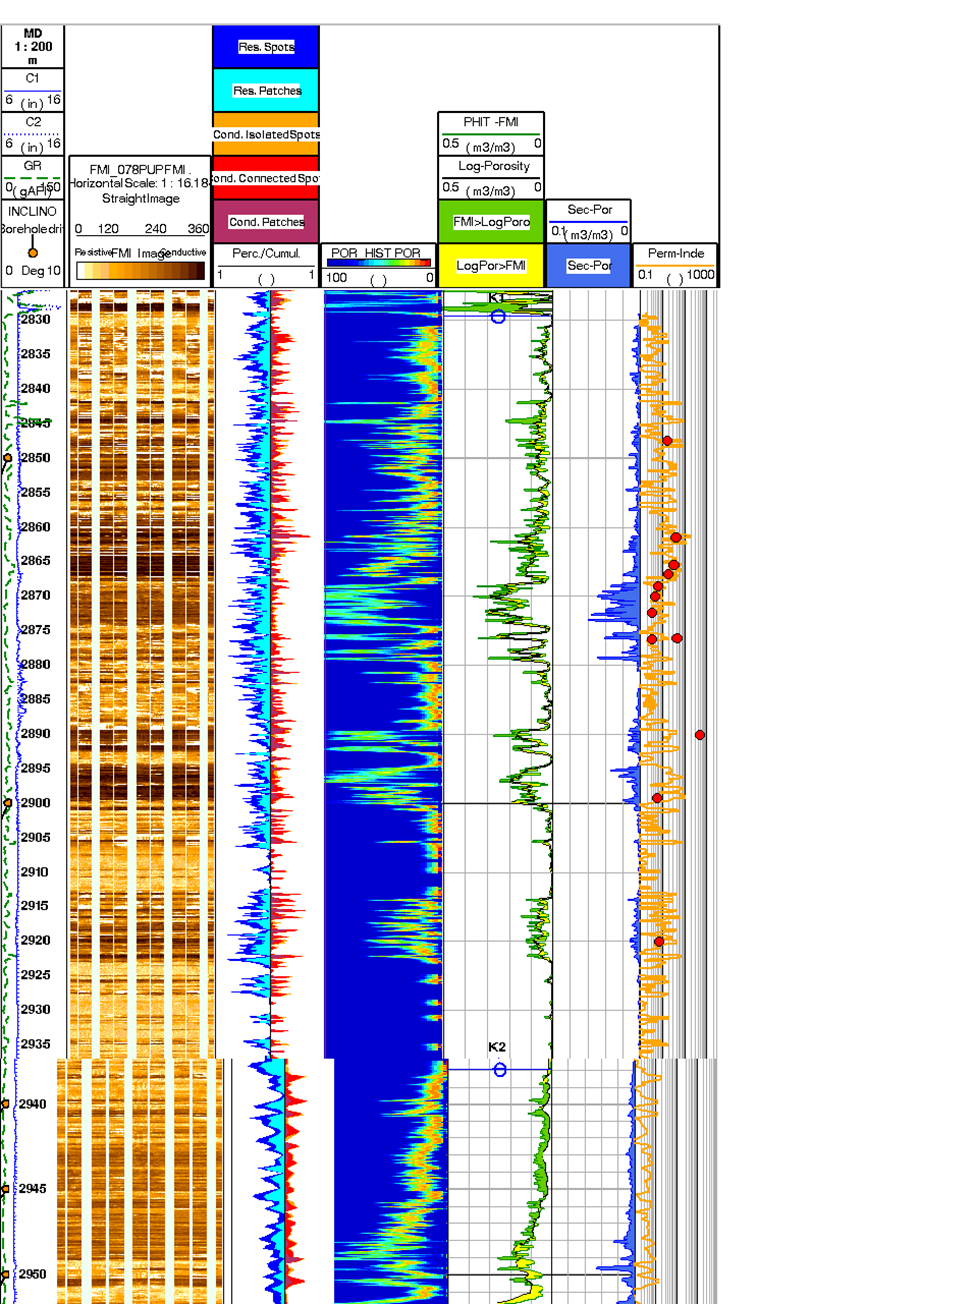 MD
1 : 200
m
C1
6 (in) 16
C2
6 (in) 16
GR
0 (gAPI) 150
INCLINO
Boreholedri
0 Deg 10
FMI_078PUPFMI .
Horizontal Scale: 1 : 16.18
StraightImage
0 120 240 360
Resistive FMI Image Conductive
Res. Spots
Res. Patches
Cond. IsolatedSpots
ond. Connected Spo
Cond. Patches
Perc./Cumul.
1 ( ) 1
POR HIST.POR
100 ( ) 0
PHIT -FMI
0.5 (m3/m3) 0
Log-Porosity
0.5 (m3/m3) 0
FMI>LogPoro
LogPor>FMI
Sec-Por
0.1 (m3/m3) 0
Sec-Por
Perm-Inde
0.1 1000
( )
K1
2830
2835
2840
2845
2850
2855
2860
2865
2870
2875
2880
2885
2890
2895
2900
2905
2910
2915
2920
2925
2930
2935
K2
2940
2945
2950